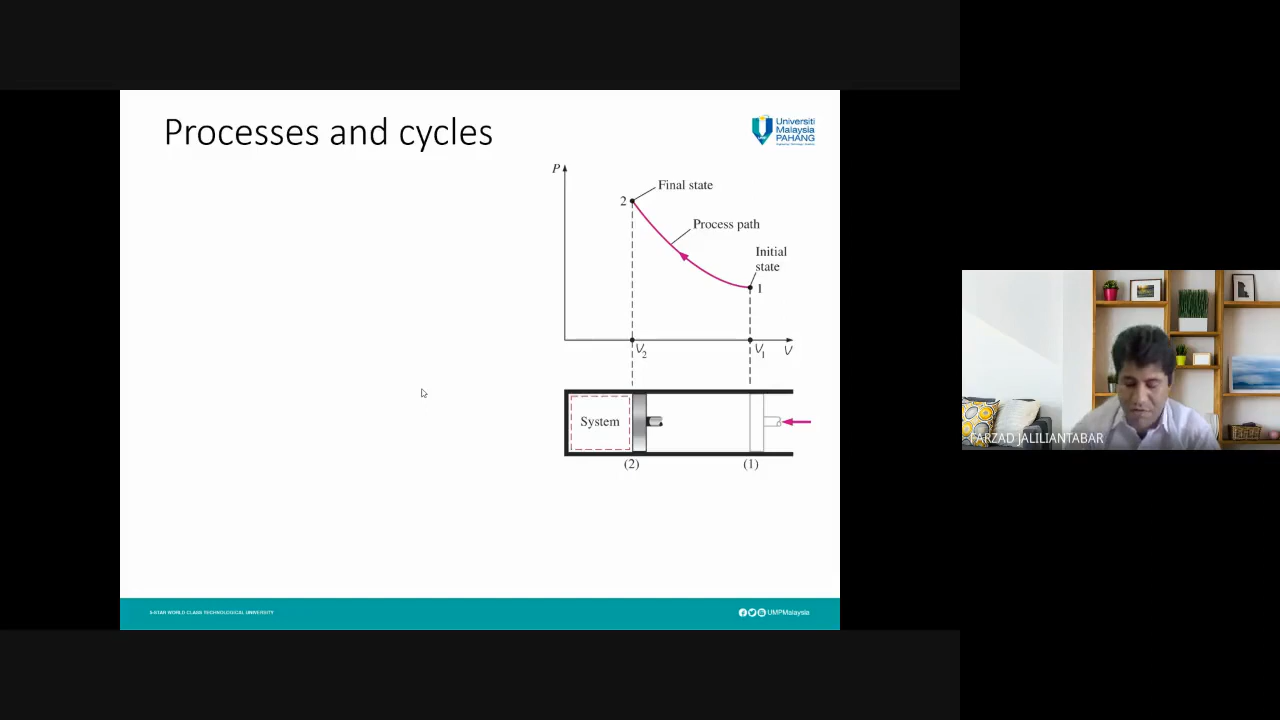 Processes and cycles
Universiti
Malaysia
PAHANG
P
Final state
2
Process path
Initial
state
1
V2
V1
V
System
(2)
(1)
FARZAD JALILIANTABAR
5-STAR WORLD CLASS TECHNOLOGICAL UNIVERSITY
UMPMalaysia